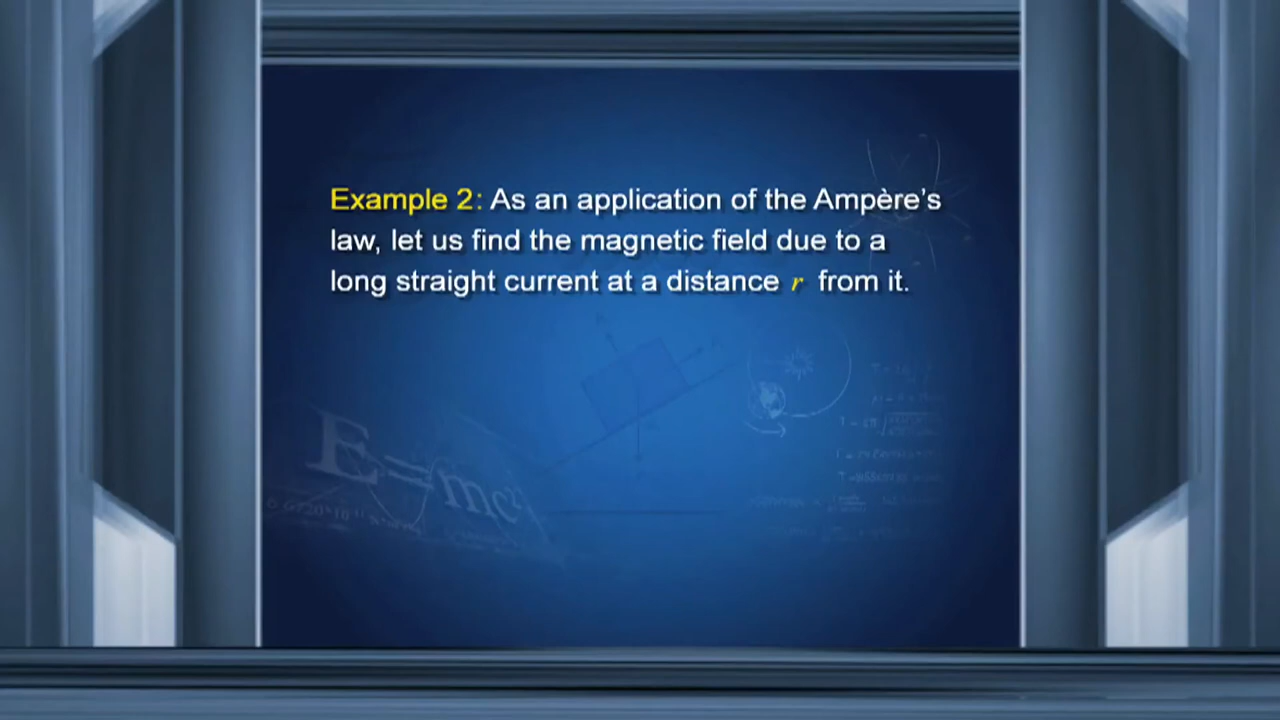 Example 2: As an application of the Ampère’s
law, let us find the magnetic field due to a
long straight current at a distance r from it.
E=mc²